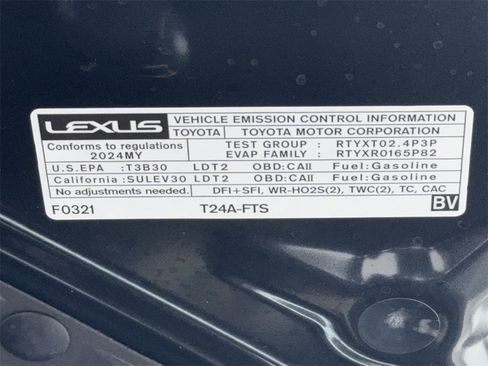 LEXUS VEHICLE EMISSION CONTROL INFORMATION
TOYOTA TOYOTA MOTOR CORPORATION
Conforms to regulations TEST GROUP : RTYXT02.4P3P
2024MY EVAP FAMILY : RTYXR0165P82
U.S.EPA :T3B30 LDT2 OBD:CAII Fuel:Gasoline
California:SULEV30 LDT2 OBD:CAII Fuel:Gasoline
No adjustments needed. DFI+SFI, WR-HO2S(2), TWC(2), TC, CAC
F0321 T24A-FTS BV